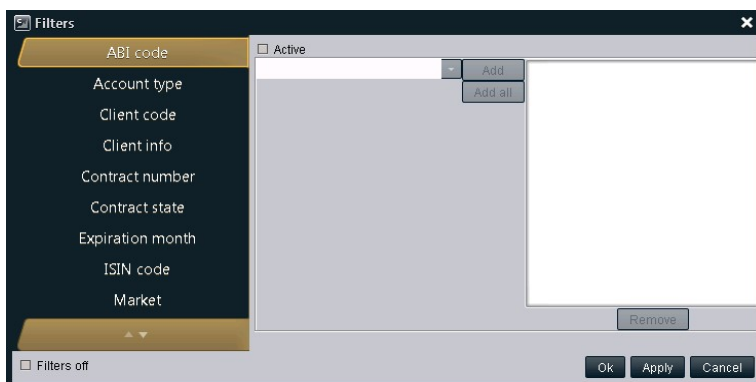 Filters
ABI code
Account type
Client code
Client info
Contract number
Contract state
Expiration month
ISIN code
Market
Active
Add
Add all
Remove
Filters off
Ok Apply Cancel